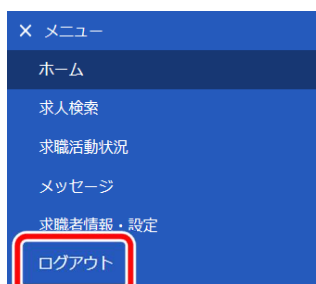 × メニュー
ホーム
求人検索
求職活動状況
メッセージ
求職者情報・設定
ログアウト